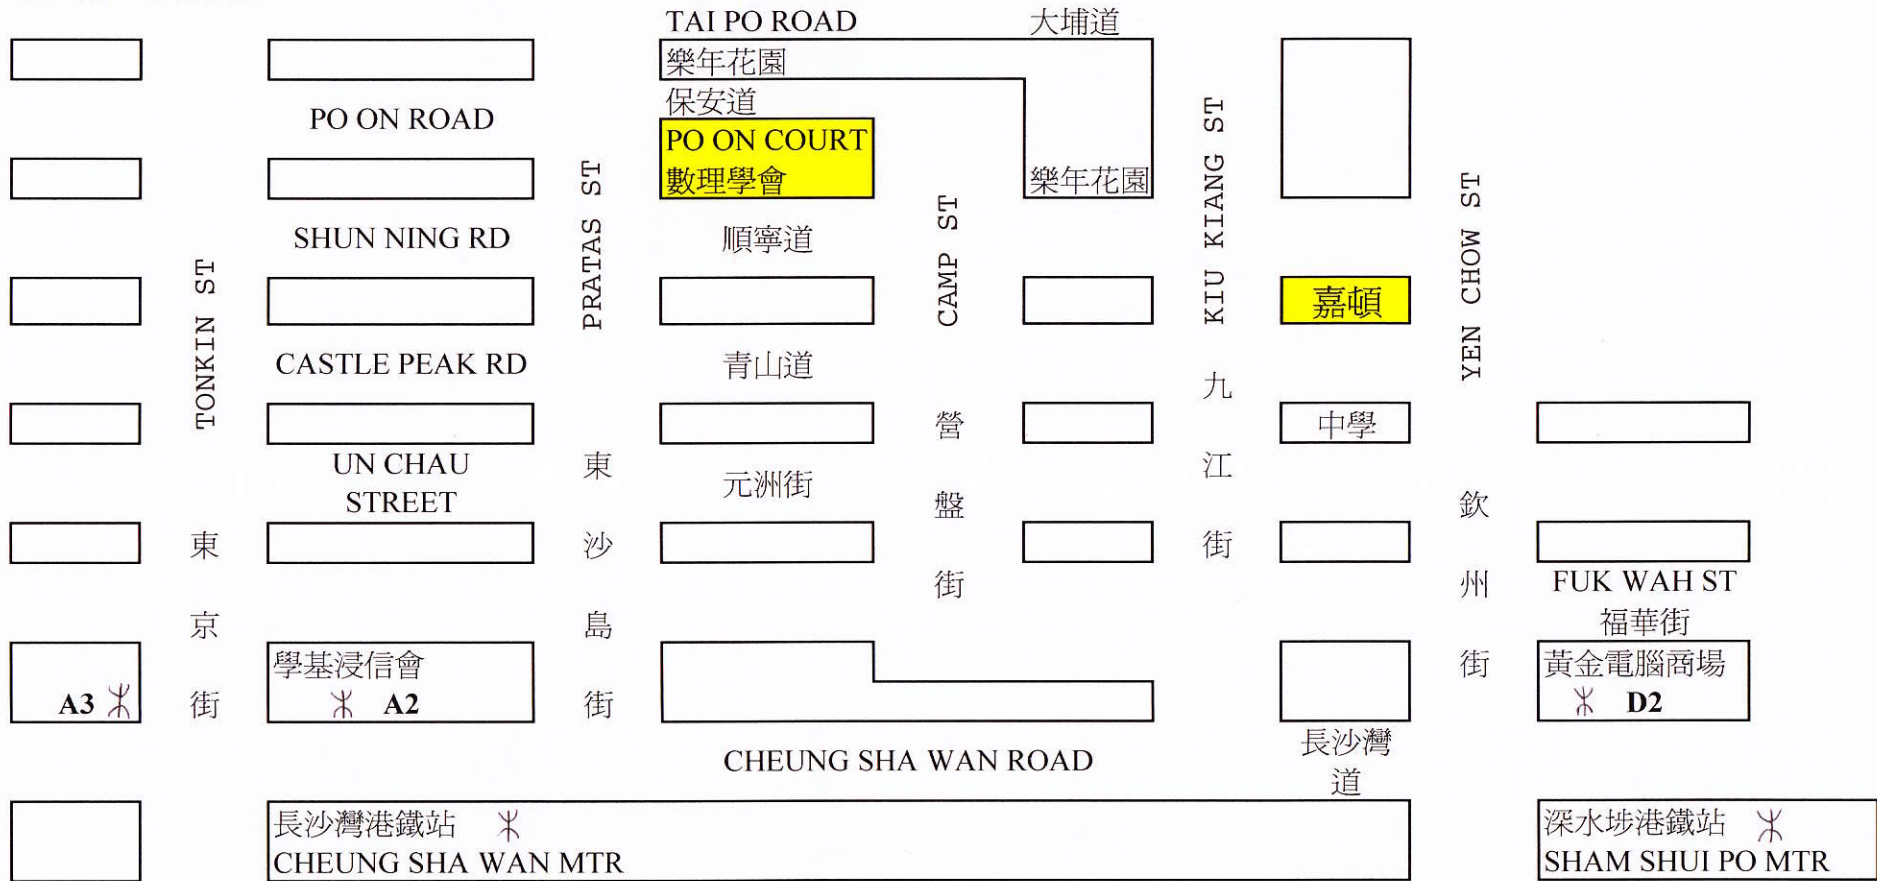 TAI PO ROAD 大埔道
樂年花園
保安道
PO ON ROAD
PO ON COURT
數理學會
樂年花園
TONKIN ST
東京街
PRATAS ST
東沙島街
CAMP ST
營盤街
KIU KIANG ST
九江街
YEN CHOW ST
欽州街
SHUN NING RD
順寧道
嘉頓
CASTLE PEAK RD
青山道
中學
UN CHAU
STREET
元洲街
FUK WAH ST
福華街
A3
學基浸信會
A2
黃金電腦商場
D2
CHEUNG SHA WAN ROAD
長沙灣
道
長沙灣港鐵站
CHEUNG SHA WAN MTR
深水埗港鐵站
SHAM SHUI PO MTR